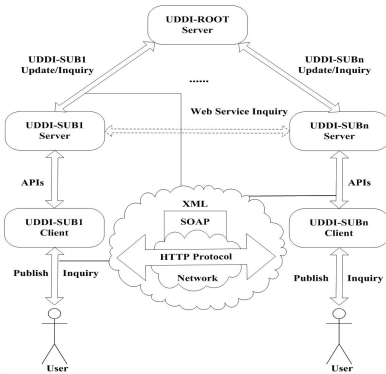 UDDI-ROOT
Server
UDDI-SUB1
Update/Inquiry
UDDI-SUBn
Update/Inquiry
......
Web Service Inquiry
UDDI-SUB1
Server
UDDI-SUBn
Server
APIs
APIs
XML
SOAP
UDDI-SUB1
Client
UDDI-SUBn
Client
HTTP Protocol
Network
Publish Inquiry
Publish Inquiry
User
User